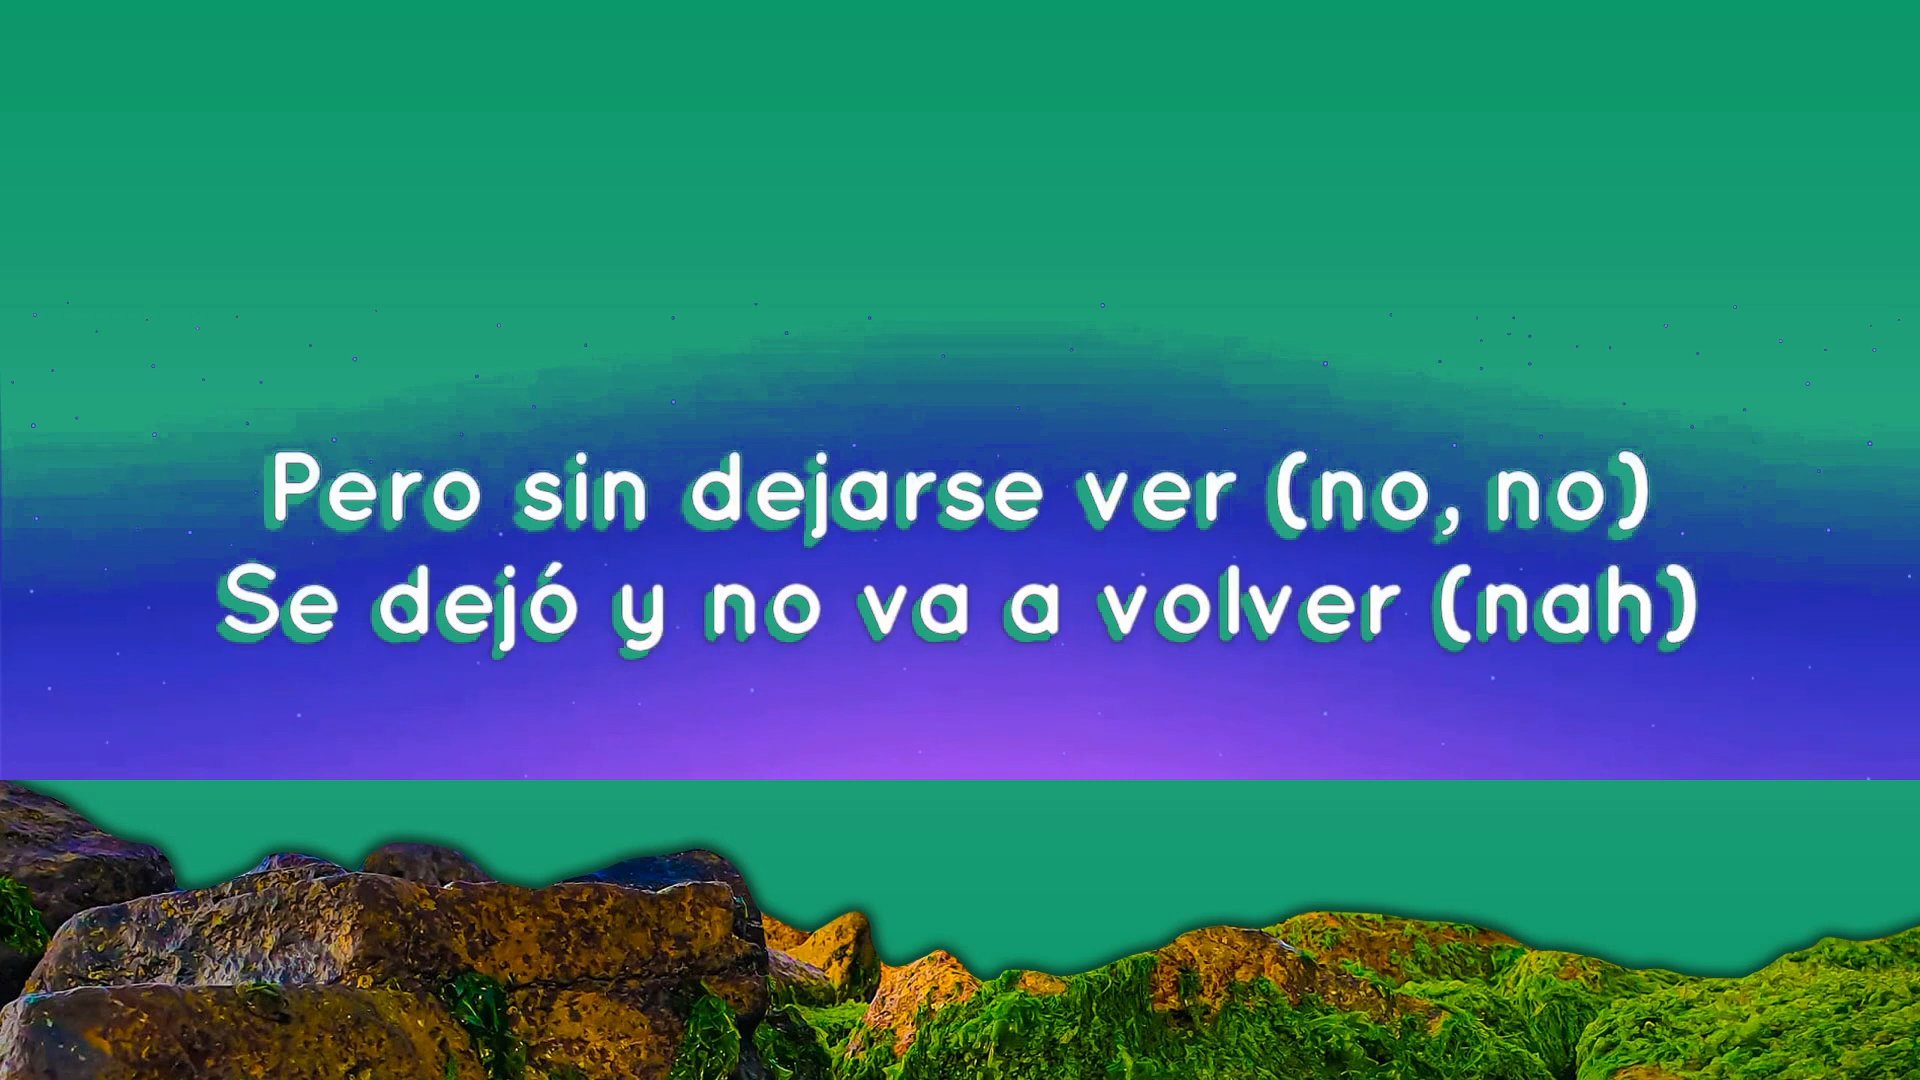 Pero sin dejarse ver (no, no)
Se dejó y no va a volver (nah)